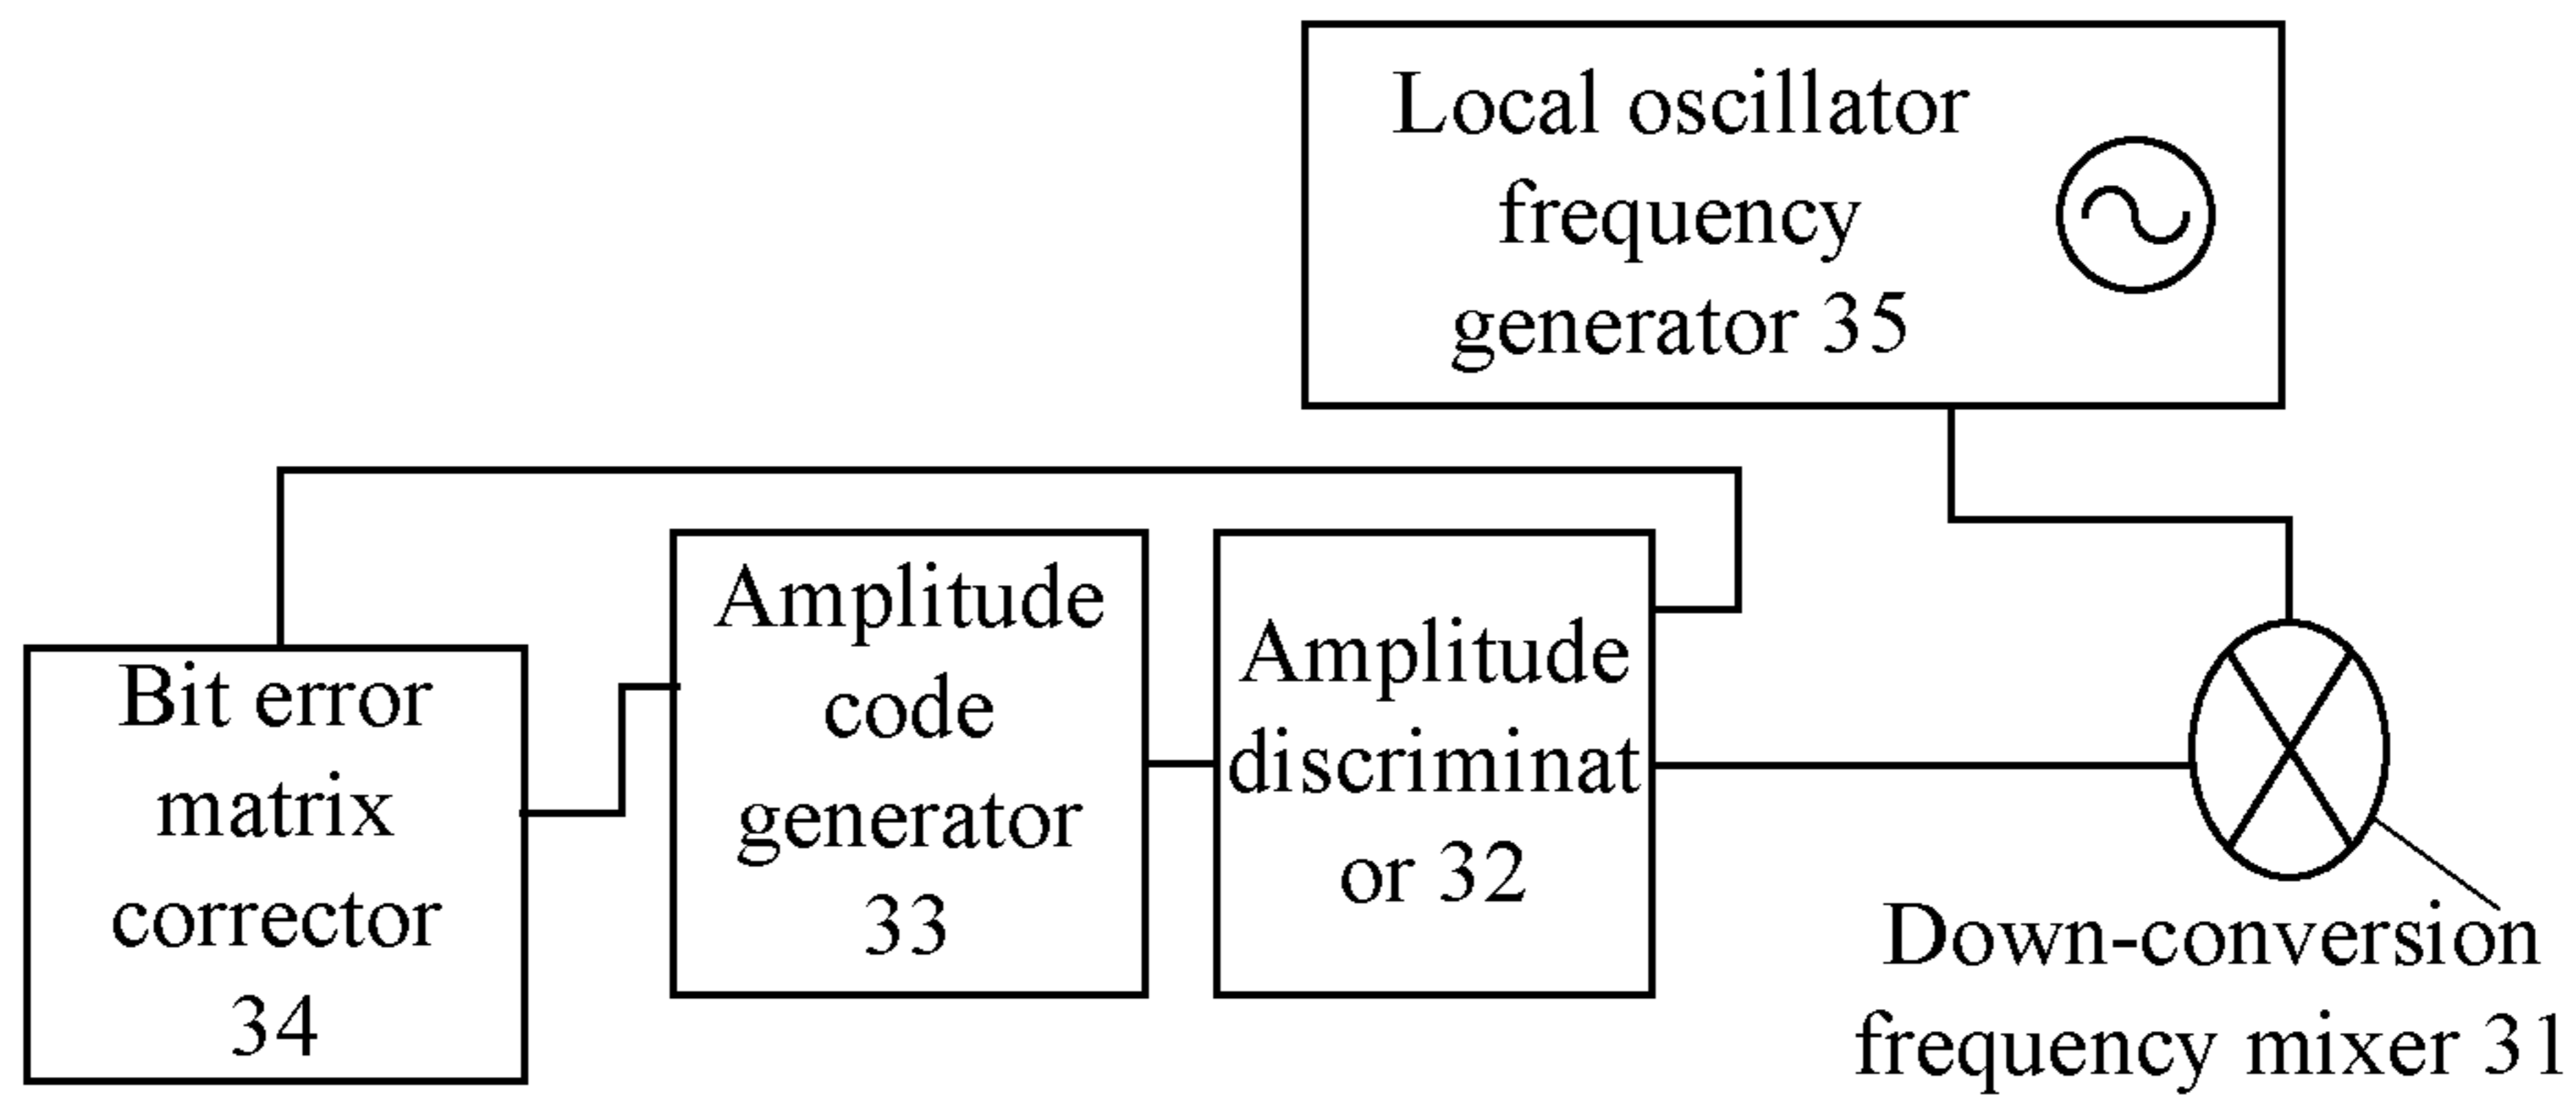 Local oscillator
frequency
generator 35
Bit error
matrix
corrector
34
Amplitude
code
generator
33
Amplitude
discriminat
or 32
Down-conversion
frequency mixer 31